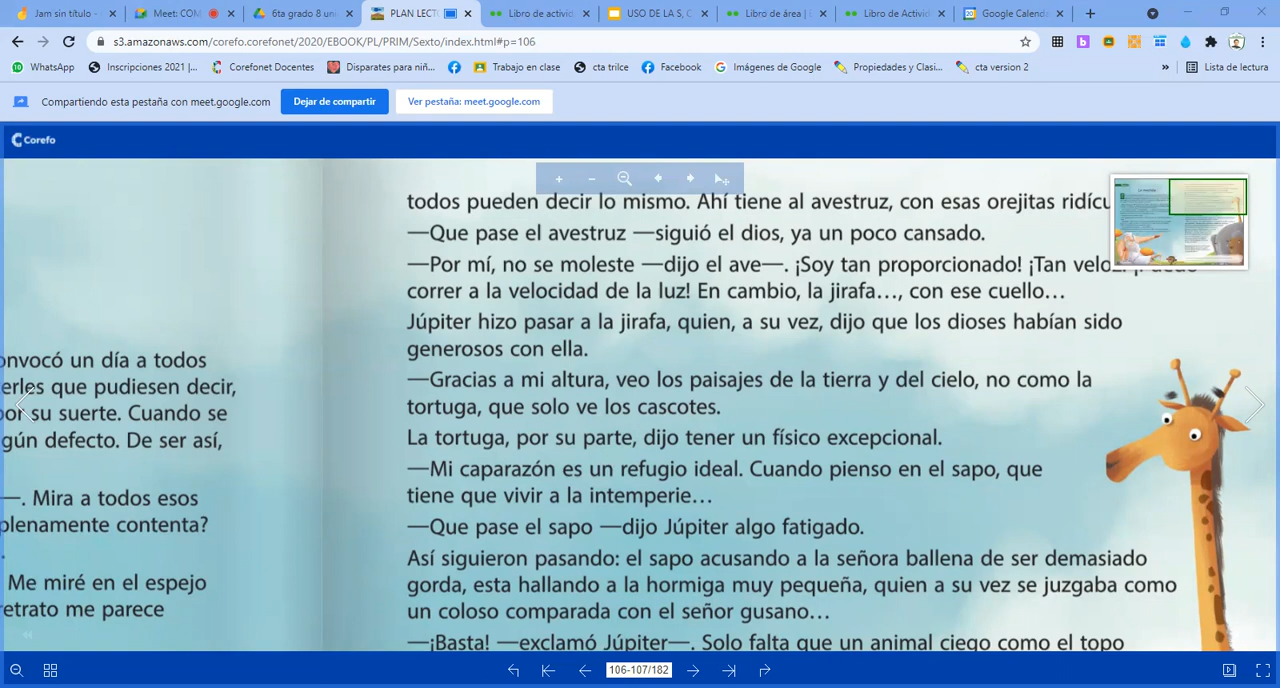 Jam sin título -
Meet: COM
6ta grado 8 uni
PLAN LECT
Libro de activid
USO DE LA S, C
Libro de área | L
Libro de Activid
Google Calenda
s3.amazonaws.com/corefo.corefonet/2020/EBOOK/PL/PRIM/Sexto/index.html#p=106
WhatsApp
Inscripciones 2021 |...
Corefonet Docentes
Disparates para niñ...
Trabajo en clase
cta trilce
Facebook
Imágenes de Google
Propiedades y Clasi...
cta version 2
»
Lista de lectura
Compartiendo esta pestaña con meet.google.com
Dejar de compartir
Ver pestaña: meet.google.com
Corefo
onvocó un día a todos
erles que pudiesen decir,
por su suerte. Cuando se
gún defecto. De ser así,
—. Mira a todos esos
plenamente contenta?
Me miré en el espejo
retrato me parece
todos pueden decir lo mismo. Ahí tiene al avestruz, con esas orejitas ridícu
—Que pase el avestruz —siguió el dios, ya un poco cansado.
—Por mí, no se moleste —dijo el ave—. ¡Soy tan proporcionado! ¡Tan veloz!
correr a la velocidad de la luz! En cambio, la jirafa…, con ese cuello…
Júpiter hizo pasar a la jirafa, quien, a su vez, dijo que los dioses habían sido
generosos con ella.
—Gracias a mi altura, veo los paisajes de la tierra y del cielo, no como la
tortuga, que solo ve los cascotes.
La tortuga, por su parte, dijo tener un físico excepcional.
—Mi caparazón es un refugio ideal. Cuando pienso en el sapo, que
tiene que vivir a la intemperie…
—Que pase el sapo —dijo Júpiter algo fatigado.
Así siguieron pasando: el sapo acusando a la señora ballena de ser demasiado
gorda, esta hallando a la hormiga muy pequeña, quien a su vez se juzgaba como
un coloso comparada con el señor gusano…
—¡Basta! —exclamó Júpiter—. Solo falta que un animal ciego como el topo
106-107/182